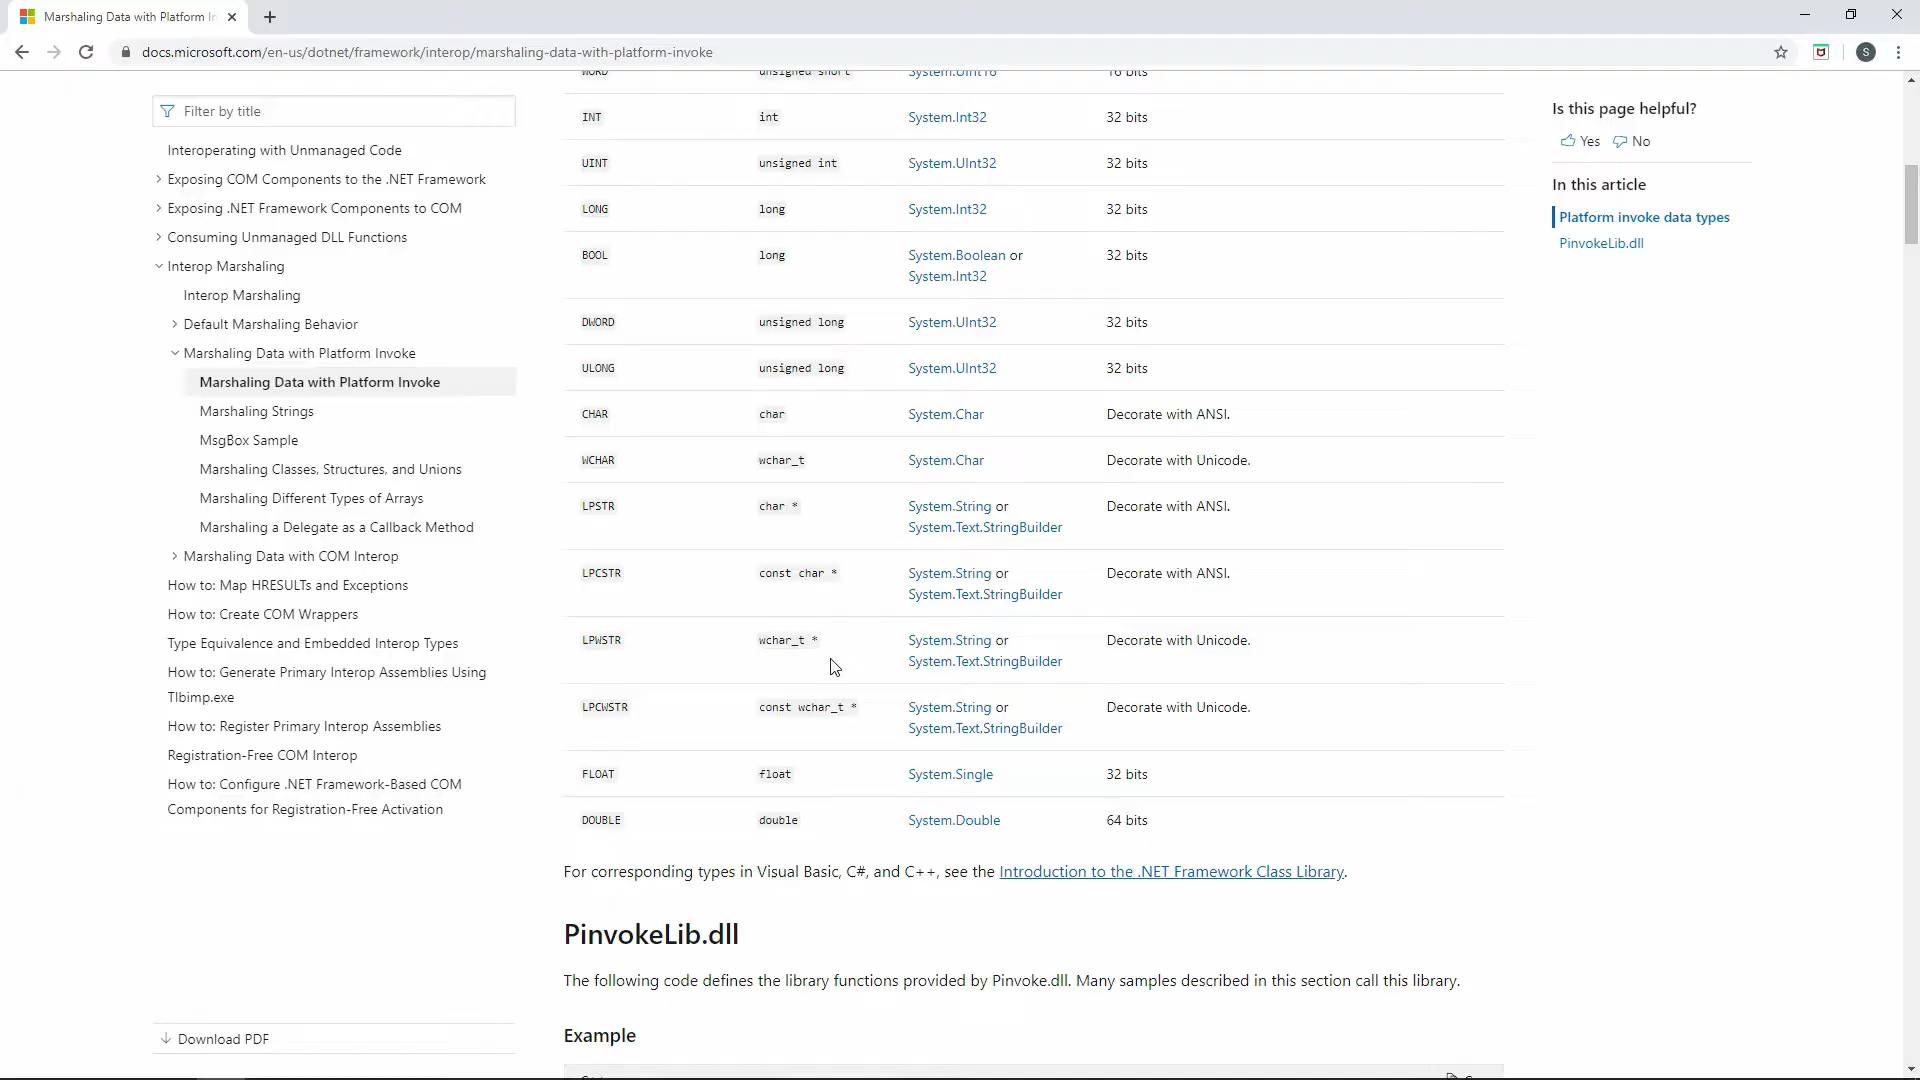 Marshaling Data with Platform In
docs.microsoft.com/en-us/dotnet/framework/interop/marshaling-data-with-platform-invoke
S
Filter by title
Interoperating with Unmanaged Code
Exposing COM Components to the .NET Framework
Exposing .NET Framework Components to COM
Consuming Unmanaged DLL Functions
Interop Marshaling
Interop Marshaling
Default Marshaling Behavior
Marshaling Data with Platform Invoke
Marshaling Data with Platform Invoke
Marshaling Strings
MsgBox Sample
Marshaling Classes, Structures, and Unions
Marshaling Different Types of Arrays
Marshaling a Delegate as a Callback Method
Marshaling Data with COM Interop
How to: Map HRESULTs and Exceptions
How to: Create COM Wrappers
Type Equivalence and Embedded Interop Types
How to: Generate Primary Interop Assemblies Using
Tlbimp.exe
How to: Register Primary Interop Assemblies
Registration-Free COM Interop
How to: Configure .NET Framework-Based COM
Components for Registration-Free Activation
Download PDF
WORD unsigned short System.UInt16 16 bits
INT int System.Int32 32 bits
UINT unsigned int System.UInt32 32 bits
LONG long System.Int32 32 bits
BOOL long System.Boolean or 32 bits
System.Int32
DWORD unsigned long System.UInt32 32 bits
ULONG unsigned long System.UInt32 32 bits
CHAR char System.Char Decorate with ANSI.
WCHAR wchar_t System.Char Decorate with Unicode.
LPSTR char * System.String or Decorate with ANSI.
System.Text.StringBuilder
LPCSTR const char * System.String or Decorate with ANSI.
System.Text.StringBuilder
LPWSTR wchar_t * System.String or Decorate with Unicode.
System.Text.StringBuilder
LPCWSTR const wchar_t * System.String or Decorate with Unicode.
System.Text.StringBuilder
FLOAT float System.Single 32 bits
DOUBLE double System.Double 64 bits
For corresponding types in Visual Basic, C#, and C++, see the Introduction to the .NET Framework Class Library.
PinvokeLib.dll
The following code defines the library functions provided by Pinvoke.dll. Many samples described in this section call this library.
Example
Is this page helpful?
Yes No
In this article
Platform invoke data types
PinvokeLib.dll